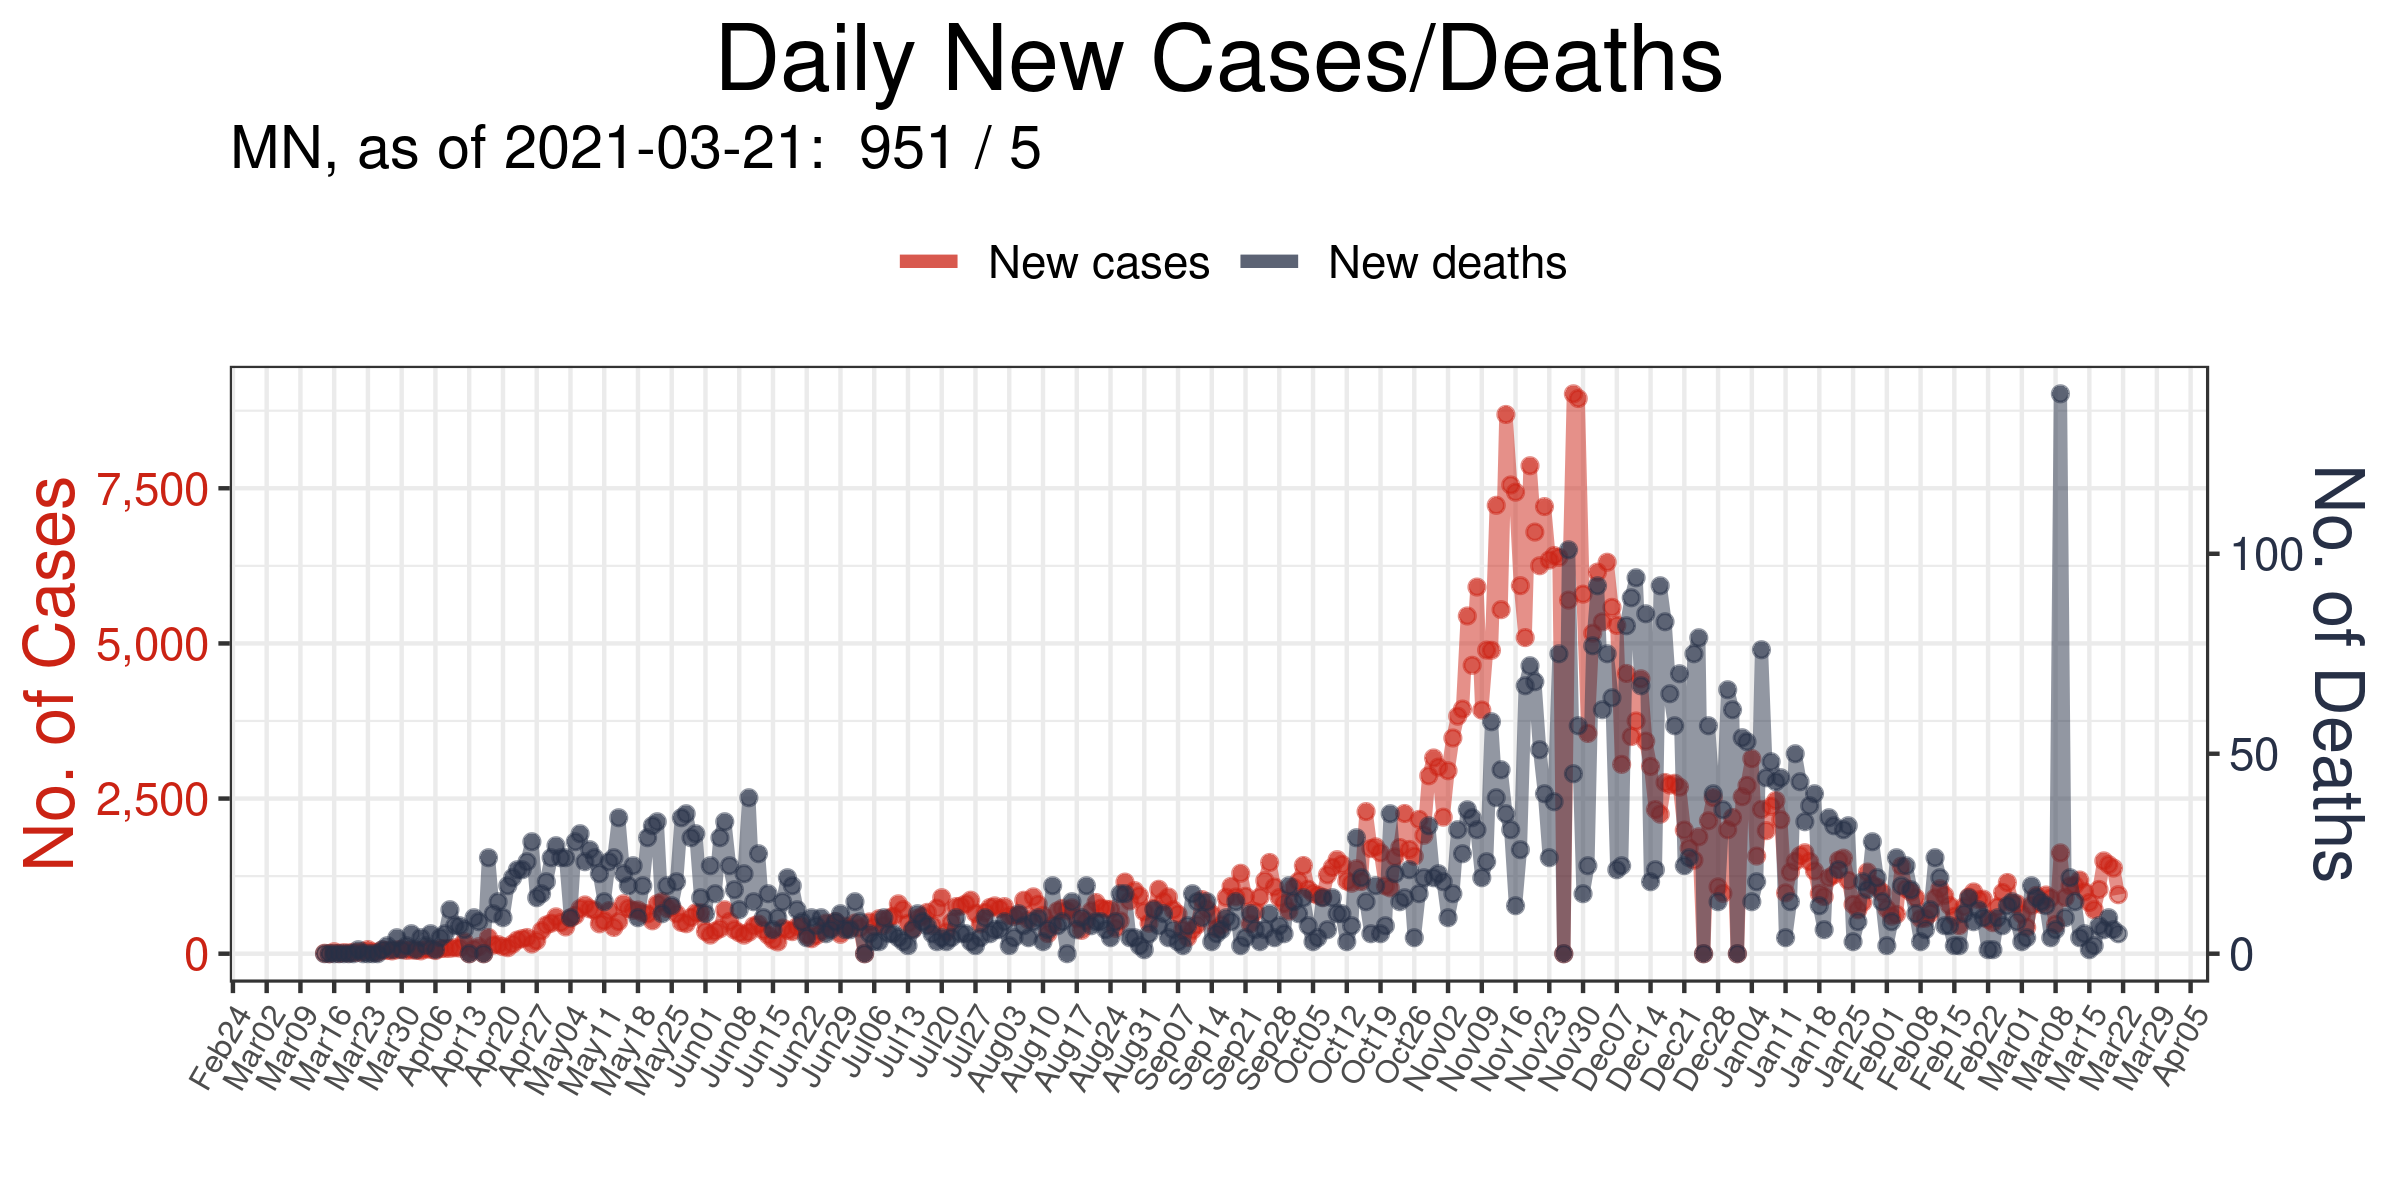 Daily New Cases/Deaths
MN, as of 2021-03-21:  951 / 5
New cases
New deaths
No. of Cases
7,500
5,000
2,500
0
No. of Deaths
100
50
0
Feb24
Mar02
Mar09
Mar16
Mar23
Mar30
Apr06
Apr13
Apr20
Apr27
May04
May11
May18
May25
Jun01
Jun08
Jun15
Jun22
Jun29
Jul06
Jul13
Jul20
Jul27
Aug03
Aug10
Aug17
Aug24
Aug31
Sep07
Sep14
Sep21
Sep28
Oct05
Oct12
Oct19
Oct26
Nov02
Nov09
Nov16
Nov23
Nov30
Dec07
Dec14
Dec21
Dec28
Jan04
Jan11
Jan18
Jan25
Feb01
Feb08
Feb15
Feb22
Mar01
Mar08
Mar15
Mar22
Mar29
Apr05